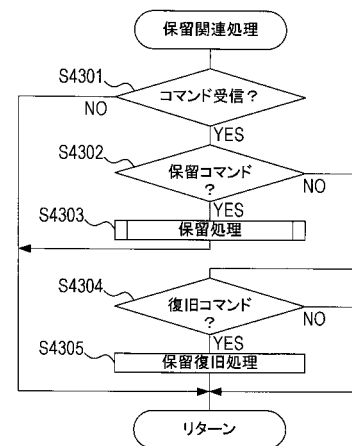 保留関連処理
S4301
コマンド受信？
NO
YES
S4302
保留コマンド
？
NO
YES
S4303
保留処理
S4304
復旧コマンド
？
NO
YES
S4305
保留復旧処理
リターン